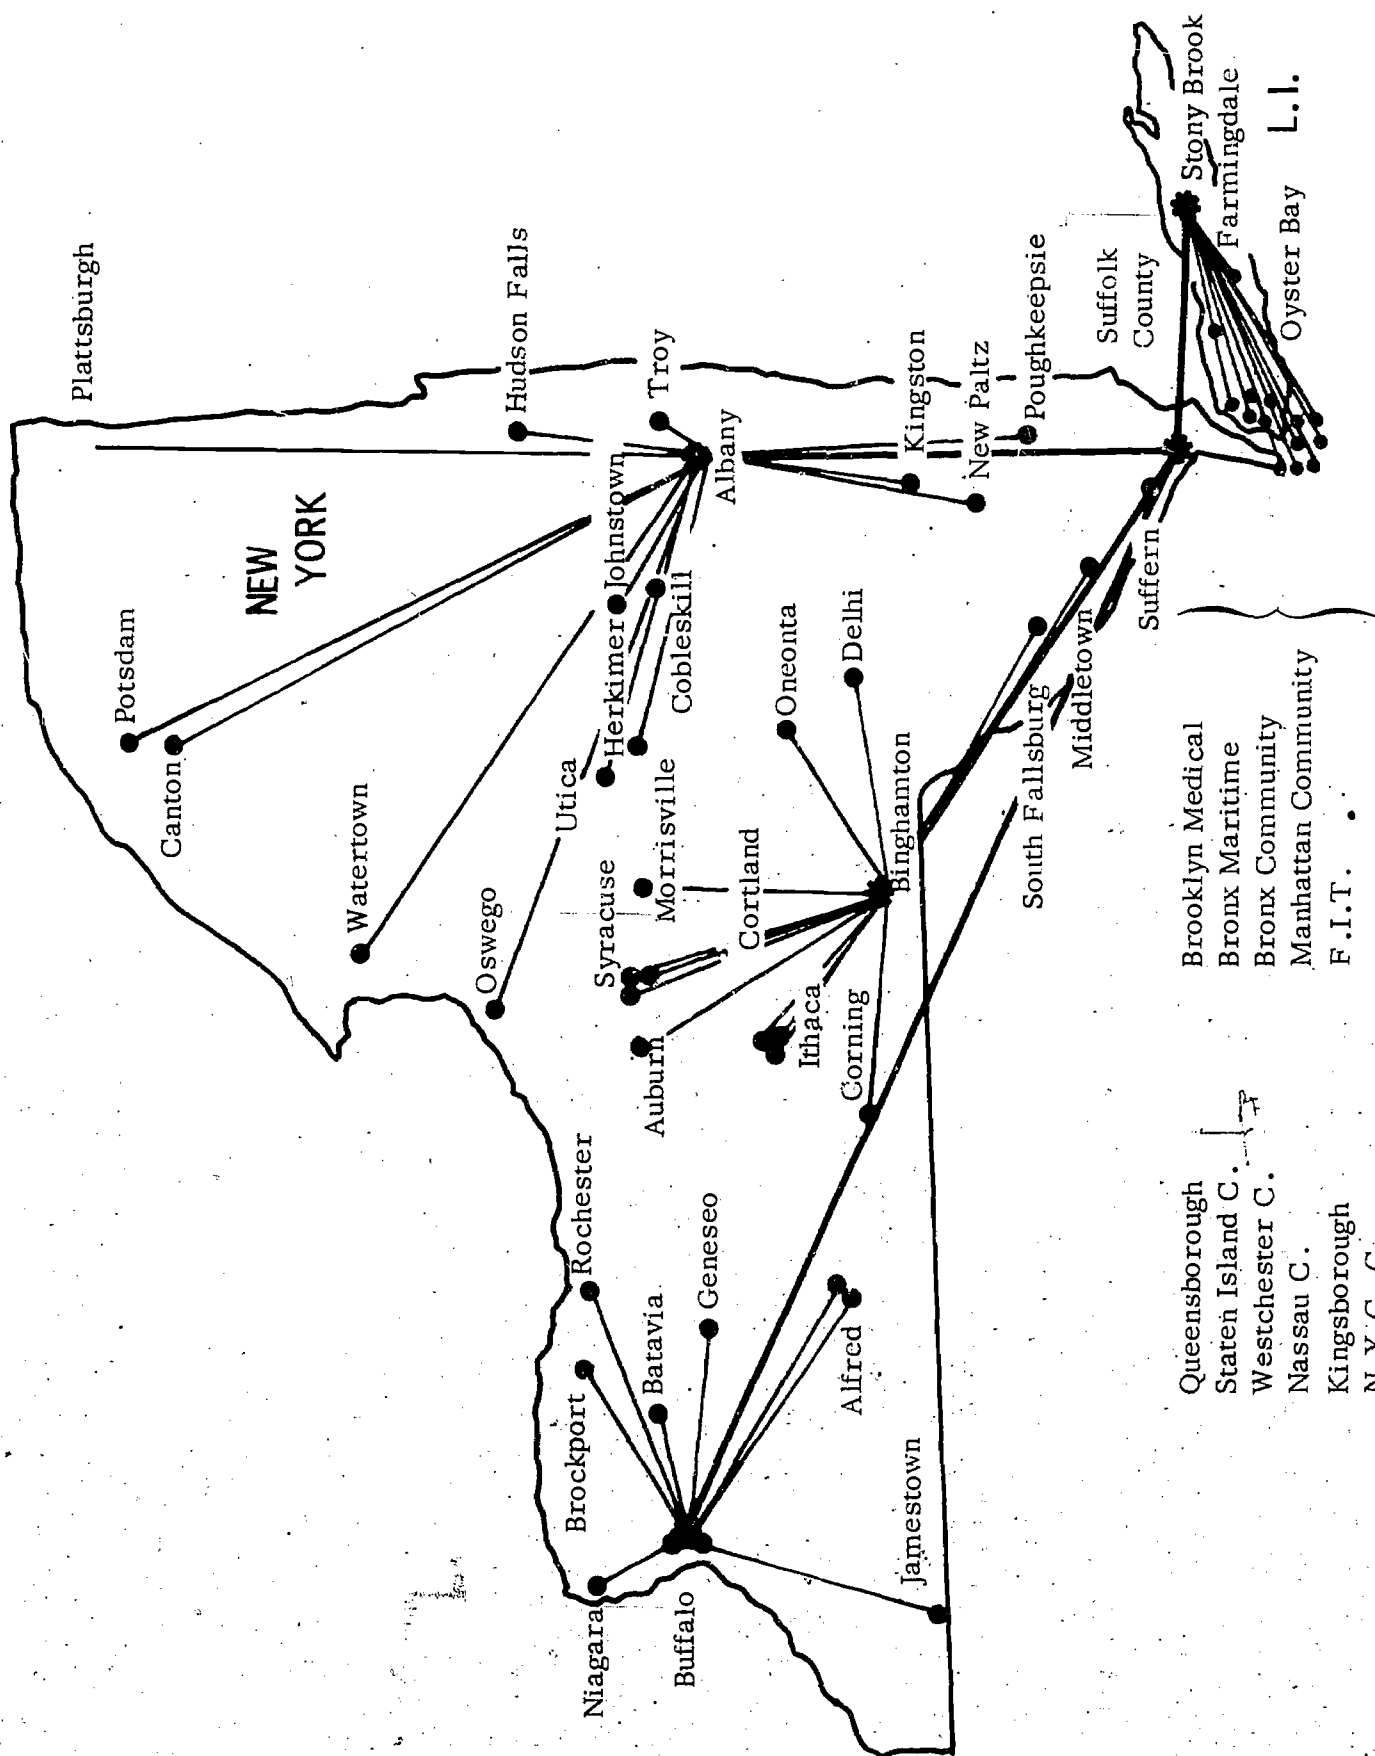 Plattsburgh
NEW
YORK
Potsdam
Canton
Watertown
Hudson Falls
Troy
Albany
Johnstown
Herkimer
Cobleskill
Utica
Oswego
Syracuse
Morrisville
Cortland
Auburn
Ithaca
Corning
Binghamton
Oneonta
Delhi
Kingston
New Paltz
Poughkeepsie
Rochester
Brockport
Batavia
Geneseo
Niagara
Buffalo
Alfred
Jamestown
South Fallsburg
Middletown
Suffern
Suffolk
County
Stony Brook
Farmingdale
Oyster Bay
L.I.
Queensborough
Staten Island C.
Westchester C.
Nassau C.
Kingsborough
Brooklyn Medical
Bronx Maritime
Bronx Community
Manhattan Community
F.I.T.